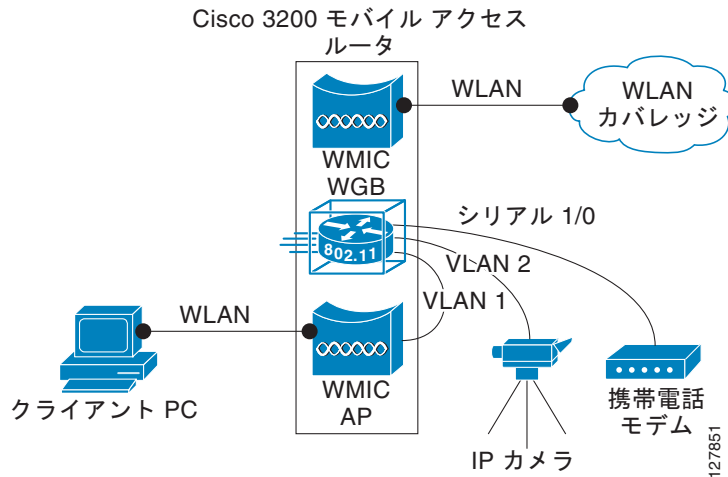 Cisco 3200 モバイル アクセス
ルータ
WLAN
WLAN
カバレッジ
WMIC
WGB
シリアル 1/0
802.11
VLAN 2
VLAN 1
WLAN
クライアント PC
WMIC
AP
携帯電話
モデム
IP カメラ
127851